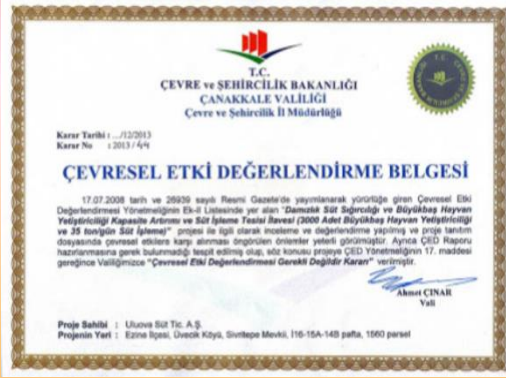 T.C.
ÇEVRE ve ŞEHİRCİLİK BAKANLIĞI
ÇANAKKALE VALİLİĞİ
Çevre ve Şehircilik İl Müdürlüğü
Karar Tarihi : .../12/2013
Karar No : 2013 / 44
ÇEVRESEL ETKİ DEĞERLENDİRME BELGESİ
17.07.2008 tarih ve 26939 sayılı Resmi Gazete'de yayımlanarak yürürlüğe giren Çevresel Etki
Değerlendirmesi Yönetmeliğinin Ek-II Listesinde yer alan "Damızlık Süt Sığırcılığı ve Büyükbaş Hayvan
Yetiştiriciliği Kapasite Artırımı ve Süt İşleme Tesisi İlavesi (3000 Adet Büyükbaş Hayvan Yetiştiriciliği
ve 35 ton/gün Süt İşleme)" projesi ile ilgili olarak inceleme ve değerlendirme yapılmış ve proje tanıtım
dosyasında çevresel etkilere karşı alınması öngörülen önlemler yeterli görülmüştür. Ayrıca ÇED Raporu
hazırlanmasına gerek bulunmadığı tespit edilmiş olup, söz konusu projeye ÇED Yönetmeliğinin 17. maddesi
gereğince Valiliğimizce "Çevresel Etki Değerlendirmesi Gerekli Değildir Kararı" verilmiştir.
Ahmet ÇINAR
Vali
Proje Sahibi : Uluova Süt Tic. A.Ş.
Projenin Yeri : Ezine İlçesi, Üvecik Köyü, Sivritepe Mevkii, I16-15A-14B pafta, 1560 parsel